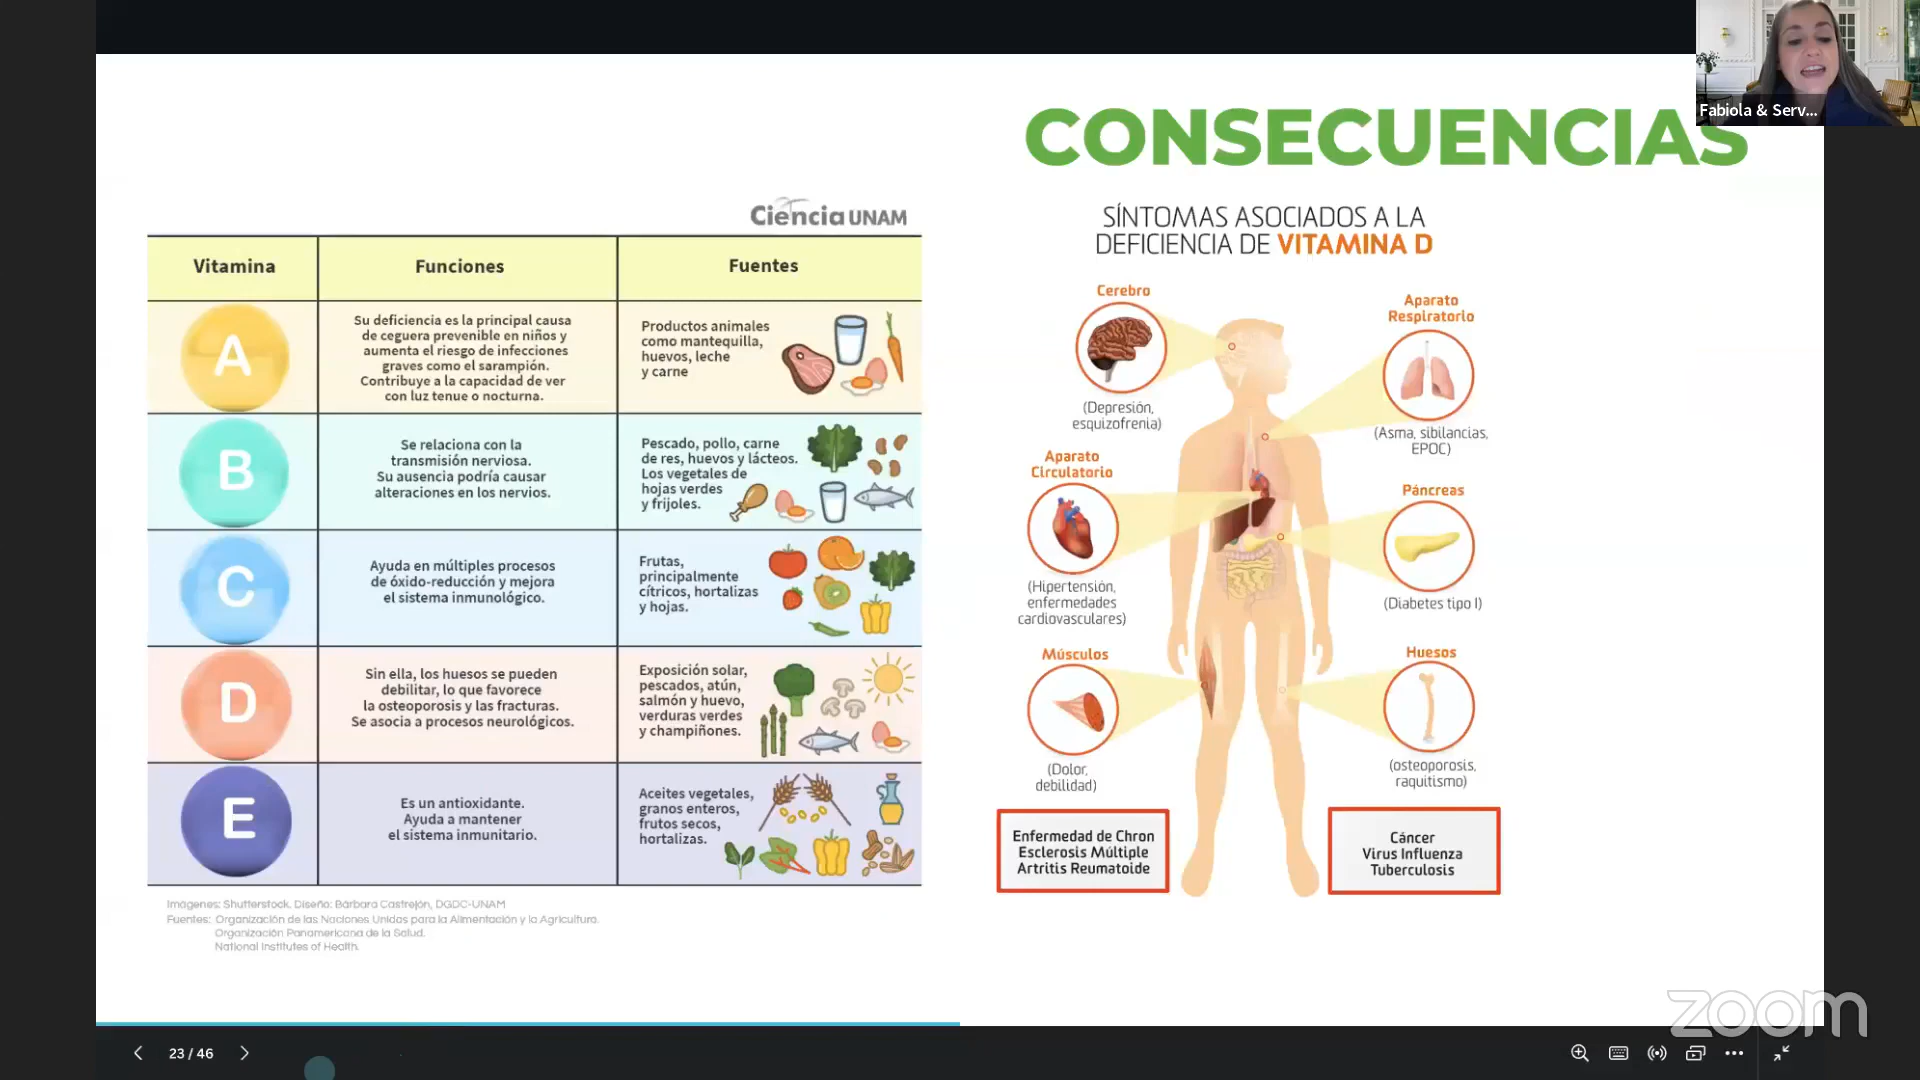 Fabiola & Serv...
CONSECUENCIAS
Ciencia UNAM
Vitamina
Funciones
Fuentes
A
Su deficiencia es la principal causa
de ceguera prevenible en niños y
aumenta el riesgo de infecciones
graves como el sarampión.
Contribuye a la capacidad de ver
con luz tenue o nocturna.
Productos animales
como mantequilla,
huevos, leche
y carne
B
Se relaciona con la
transmisión nerviosa.
Su ausencia podría causar
alteraciones en los nervios.
Pescado, pollo, carne
de res, huevos y lácteos.
Los vegetales de
hojas verdes
y frijoles.
C
Ayuda en múltiples procesos
de óxido-reducción y mejora
el sistema inmunológico.
Frutas,
principalmente
cítricos, hortalizas
y hojas.
D
Sin ella, los huesos se pueden
debilitar, lo que favorece
la osteoporosis y las fracturas.
Se asocia a procesos neurológicos.
Exposición solar,
pescados, atún,
salmón y huevo,
verduras verdes
y champiñones.
E
Es un antioxidante.
Ayuda a mantener
el sistema inmunitario.
Aceites vegetales,
granos enteros,
frutos secos,
hortalizas.
Imágenes: Shutterstock. Diseño: Bárbara Castrejón, DGDC-UNAM
Fuentes: Organización de las Naciones Unidas para la Alimentación y la Agricultura.
Organización Panamericana de la Salud.
National Institutes of Health.
SÍNTOMAS ASOCIADOS A LA
DEFICIENCIA DE VITAMINA D
Cerebro
(Depresión,
esquizofrenia)
Aparato
Respiratorio
(Asma, sibilancias,
EPOC)
Aparato
Circulatorio
(Hipertensión,
enfermedades
cardiovasculares)
Páncreas
(Diabetes tipo I)
Músculos
(Dolor,
debilidad)
Huesos
(osteoporosis,
raquitismo)
Enfermedad de Chron
Esclerosis Múltiple
Artritis Reumatoide
Cáncer
Virus Influenza
Tuberculosis
zoom
23 / 46